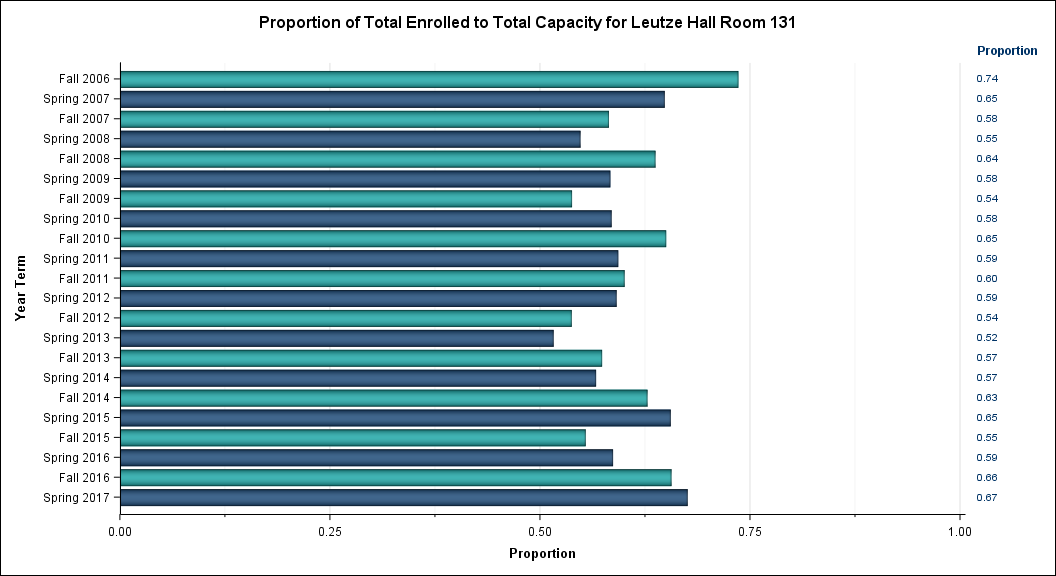 Proportion of Total Enrolled to Total Capacity for Leutze Hall Room 131
Proportion
Fall 2006 0.74
Spring 2007 0.65
Fall 2007 0.58
Spring 2008 0.55
Fall 2008 0.64
Spring 2009 0.58
Fall 2009 0.54
Spring 2010 0.58
Fall 2010 0.65
Spring 2011 0.59
Fall 2011 0.60
Spring 2012 0.59
Fall 2012 0.54
Spring 2013 0.52
Fall 2013 0.57
Spring 2014 0.57
Fall 2014 0.63
Spring 2015 0.65
Fall 2015 0.55
Spring 2016 0.59
Fall 2016 0.66
Spring 2017 0.67
Year Term
0.00 0.25 0.50 0.75 1.00
Proportion